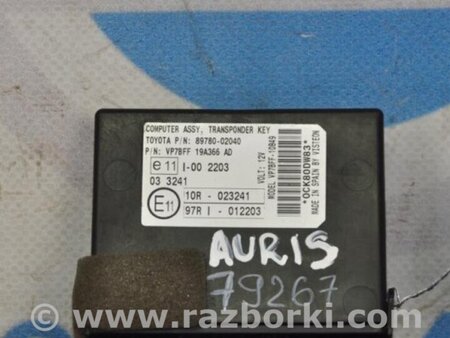 COMPUTER ASSY, TRANSPONDER KEY
TOYOTA P/N: 89780-02040
P/N: VP7BFF 19A366 AD
e11 I-00 2203
03 3241
E11
10R - 023241
97R I - 012203
VOLT: 12V
MODEL VP7BFF-10849
*OCK80DW83*
MADE IN SPAIN BY VISTEON
AURIS
79267
www.razborki.com